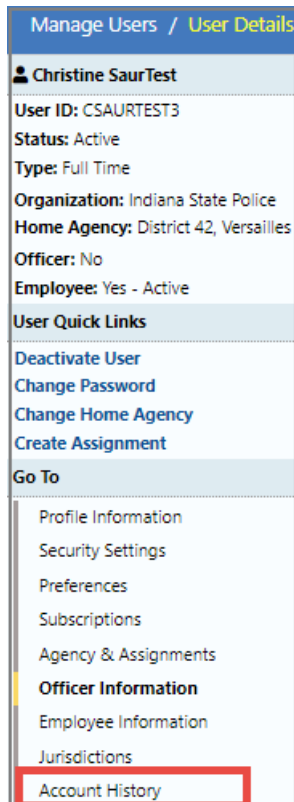 Manage Users / User Details
Christine SaurTest
User ID: CSAURTEST3
Status: Active
Type: Full Time
Organization: Indiana State Police
Home Agency: District 42, Versailles
Officer: No
Employee: Yes - Active
User Quick Links
Deactivate User
Change Password
Change Home Agency
Create Assignment
Go To
Profile Information
Security Settings
Preferences
Subscriptions
Agency & Assignments
Officer Information
Employee Information
Jurisdictions
Account History